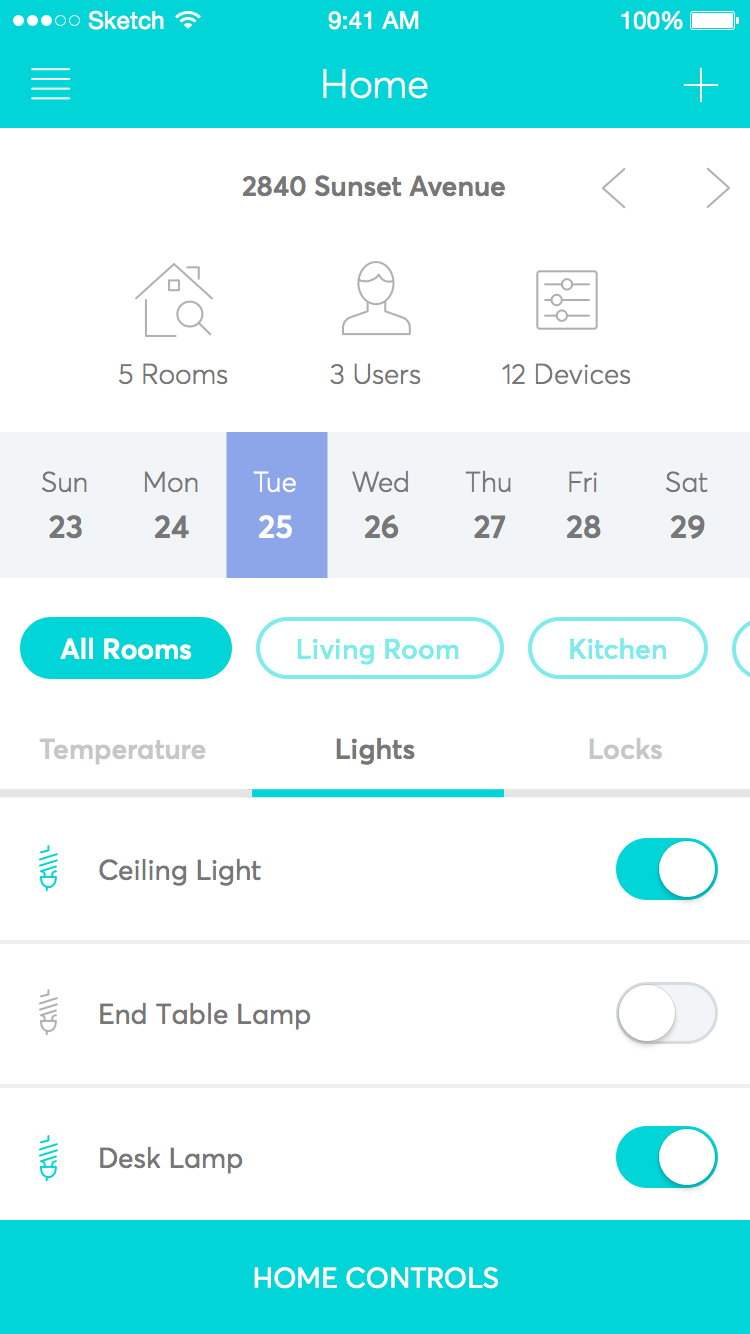 Sketch 9:41 AM 100%
Home
2840 Sunset Avenue
5 Rooms 3 Users 12 Devices
Sun Mon Tue Wed Thu Fri Sat
23 24 25 26 27 28 29
All Rooms Living Room Kitchen
Temperature Lights Locks
Ceiling Light
End Table Lamp
Desk Lamp
HOME CONTROLS